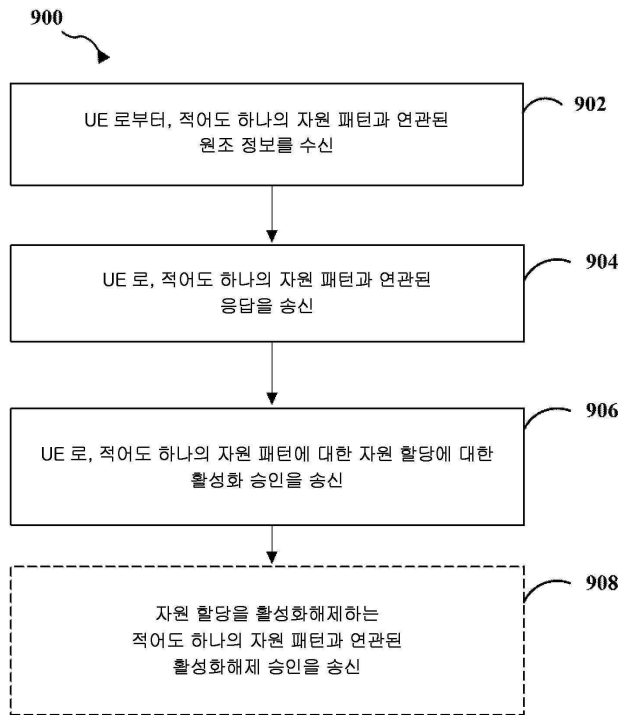 900
902
UE 로부터, 적어도 하나의 자원 패턴과 연관된
원조 정보를 수신
904
UE 로, 적어도 하나의 자원 패턴과 연관된
응답을 송신
906
UE 로, 적어도 하나의 자원 패턴에 대한 자원 할당에 대한
활성화 승인을 송신
908
자원 할당을 활성화해제하는
적어도 하나의 자원 패턴과 연관된
활성화해제 승인을 송신